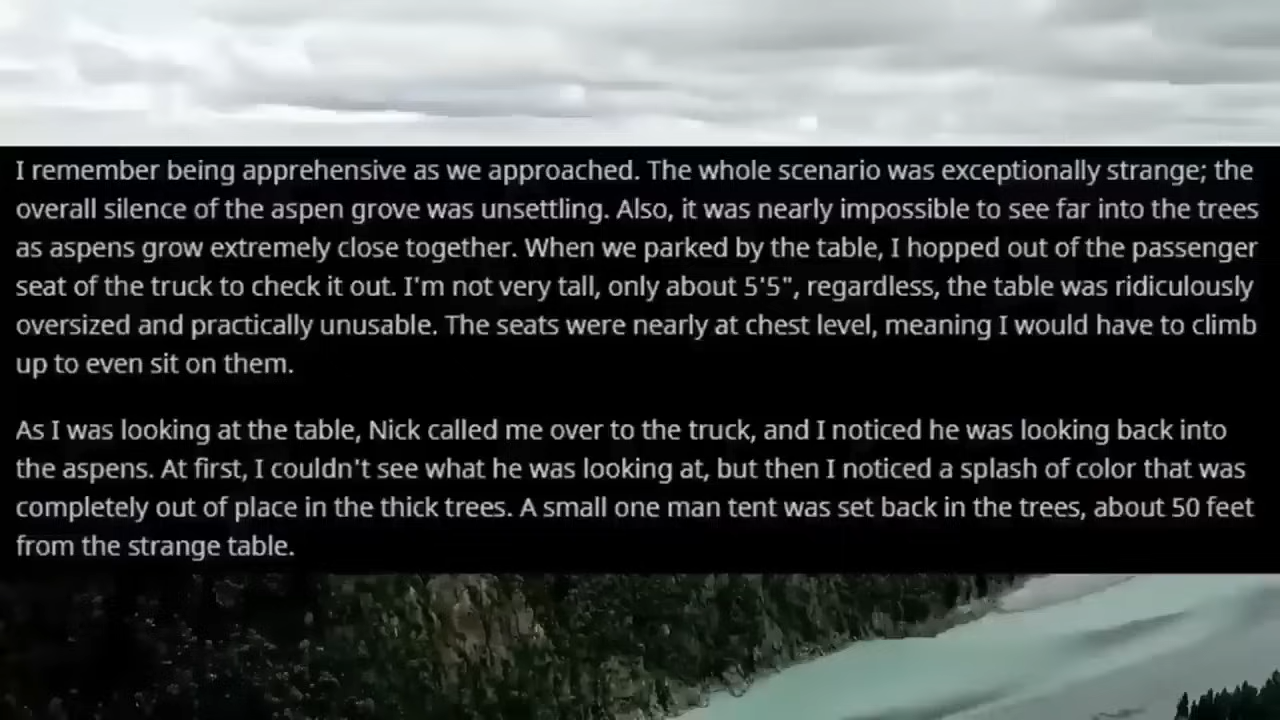 I remember being apprehensive as we approached. The whole scenario was exceptionally strange; the
overall silence of the aspen grove was unsettling. Also, it was nearly impossible to see far into the trees
as aspens grow extremely close together. When we parked by the table, I hopped out of the passenger
seat of the truck to check it out. I'm not very tall, only about 5'5", regardless, the table was ridiculously
oversized and practically unusable. The seats were nearly at chest level, meaning I would have to climb
up to even sit on them.
As I was looking at the table, Nick called me over to the truck, and I noticed he was looking back into
the aspens. At first, I couldn't see what he was looking at, but then I noticed a splash of color that was
completely out of place in the thick trees. A small one man tent was set back in the trees, about 50 feet
from the strange table.